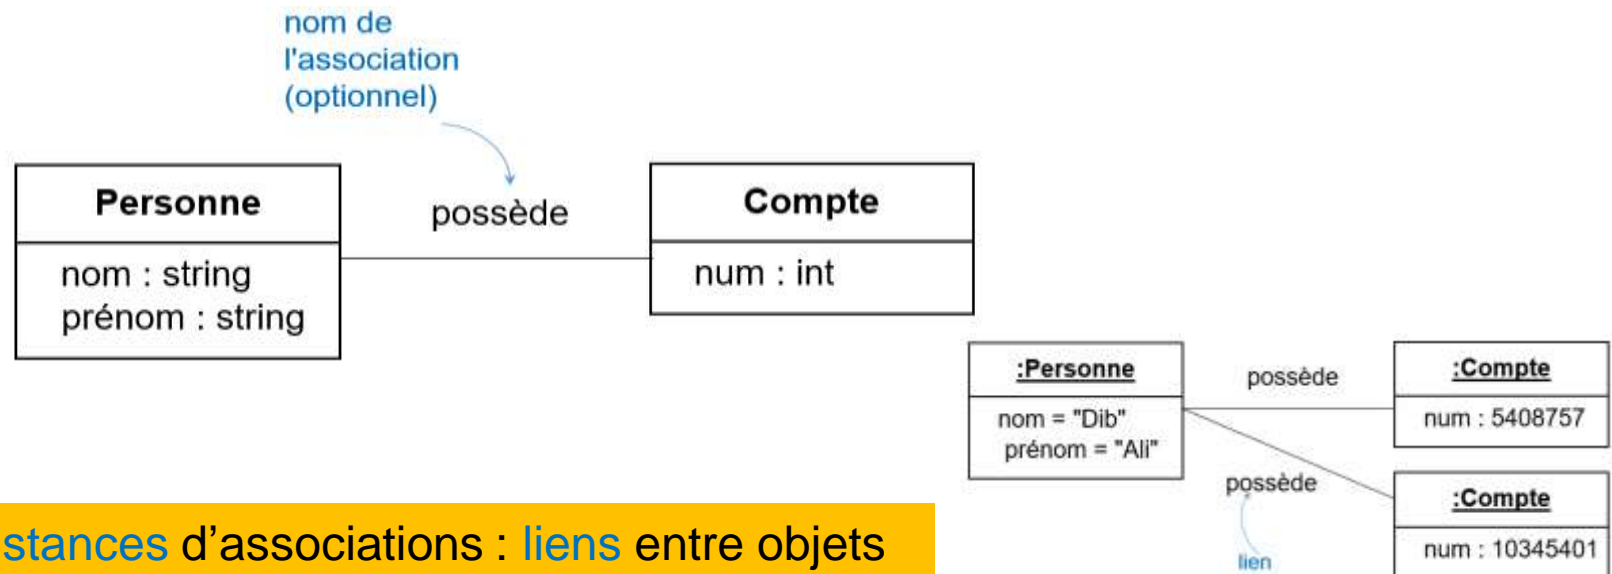 nom de
l'association
(optionnel)
Personne
possède
Compte
nom : string
prénom : string
num : int
:Personne
possède
:Compte
nom = "Dib"
prénom = "Ali"
num : 5408757
possède
:Compte
lien
num : 10345401
stances d’associations : liens entre objets